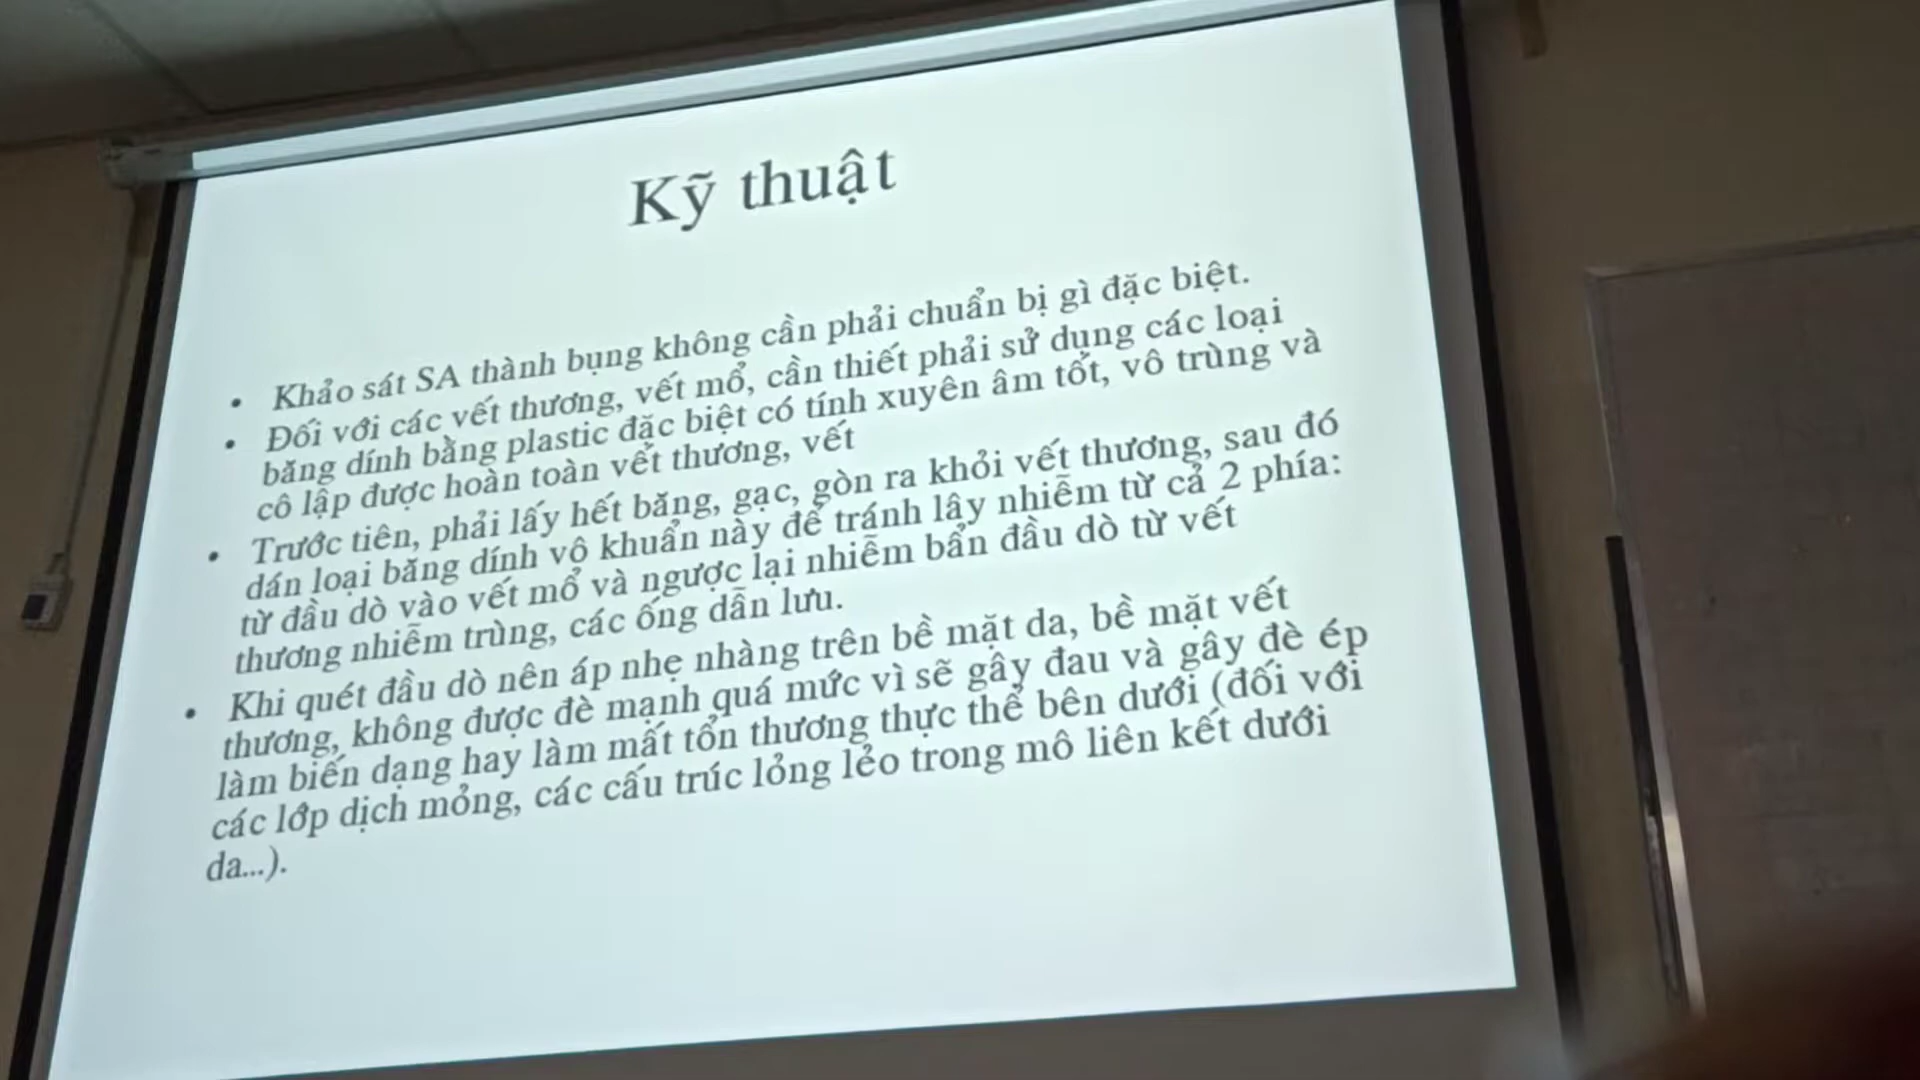 Kỹ thuật
• Khảo sát SA thành bụng không cần phải chuẩn bị gì đặc biệt.
• Đối với các vết thương, vết mổ, cần thiết phải sử dụng các loại
băng dính bằng plastic đặc biệt có tính xuyên âm tốt, vô trùng và
cô lập được hoàn toàn vết thương, vết
• Trước tiên, phải lấy hết băng, gạc, gòn ra khỏi vết thương, sau đó
dán loại băng dính vô khuẩn này để tránh lây nhiễm từ cả 2 phía:
từ đầu dò vào vết mổ và ngược lại nhiễm bẩn đầu dò từ vết
thương nhiễm trùng, các ống dẫn lưu.
• Khi quét đầu dò nên áp nhẹ nhàng trên bề mặt da, bề mặt vết
thương, không được đè mạnh quá mức vì sẽ gây đau và gây đè ép
làm biến dạng hay làm mất tổn thương thực thể bên dưới (đối với
các lớp dịch mỏng, các cấu trúc lỏng lẻo trong mô liên kết dưới
da...).